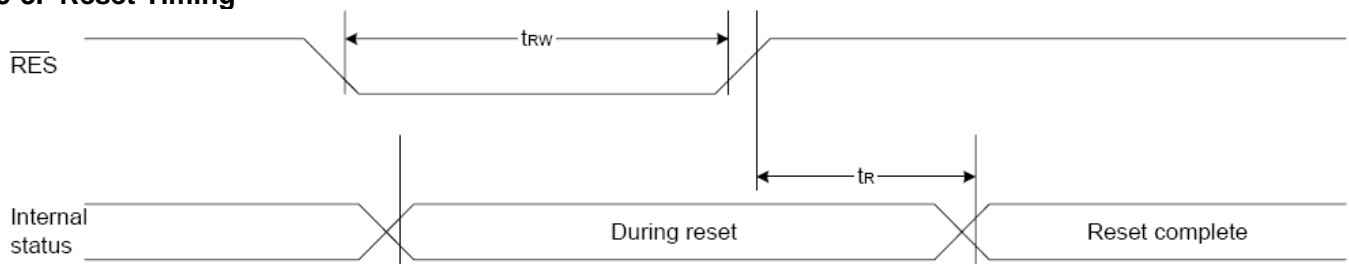 Reset Timing
tRW
RES
tR
Internal
status
During reset
Reset complete